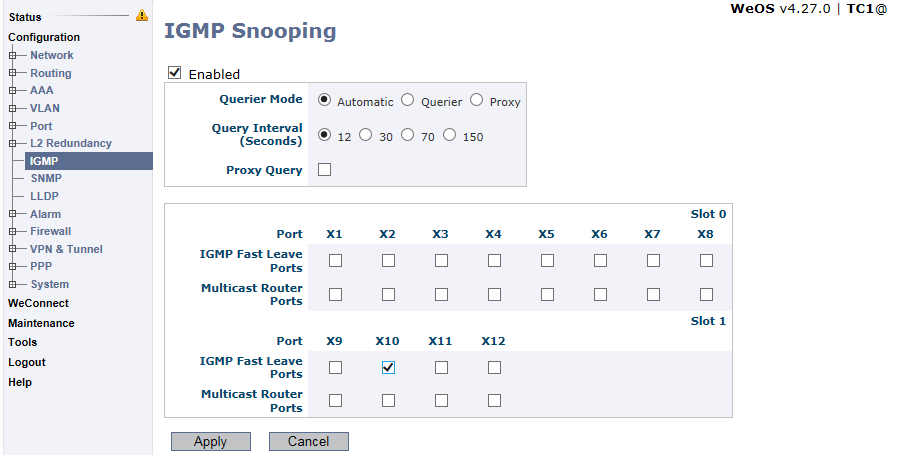 WeOS v4.27.0 | TC1@
Status
Configuration
Network
Routing
AAA
VLAN
Port
L2 Redundancy
IGMP
SNMP
LLDP
Alarm
Firewall
VPN & Tunnel
PPP
System
WeConnect
Maintenance
Tools
Logout
Help
IGMP Snooping
Enabled
Querier Mode Automatic Querier Proxy
Query Interval
(Seconds) 12 30 70 150
Proxy Query
Slot 0
Port X1 X2 X3 X4 X5 X6 X7 X8
IGMP Fast Leave
Ports
Multicast Router
Ports
Slot 1
Port X9 X10 X11 X12
IGMP Fast Leave
Ports
Multicast Router
Ports
Apply Cancel